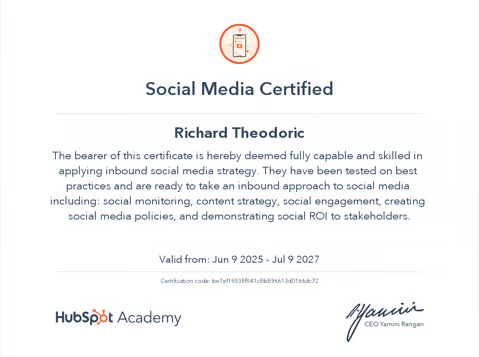 Social Media Certified
Richard Theodoric
The bearer of this certificate is hereby deemed fully capable and skilled in
applying inbound social media strategy. They have been tested on best
practices and are ready to take an inbound approach to social media
including: social monitoring, content strategy, social engagement, creating
social media policies, and demonstrating social ROI to stakeholders.
Valid from: Jun 9 2025 - Jul 9 2027
Certification code:
HubSpot Academy
CEO Yamini Rangan